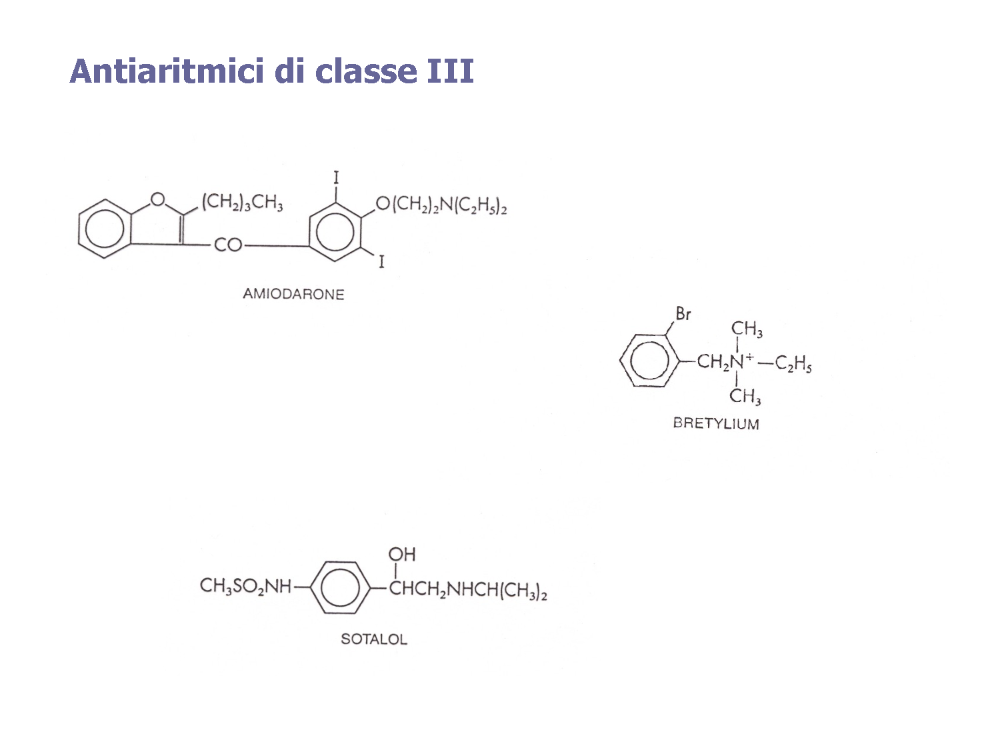 Antiaritmici di classe III
I
O
(CH₂)₃CH₃
O(CH₂)₂N(C₂H₅)₂
CO
I
AMIODARONE
Br
CH₃
CH₂N⁺—C₂H₅
CH₃
BRETYLIUM
OH
CH₃SO₂NH
CHCH₂NHCH(CH₃)₂
SOTALOL